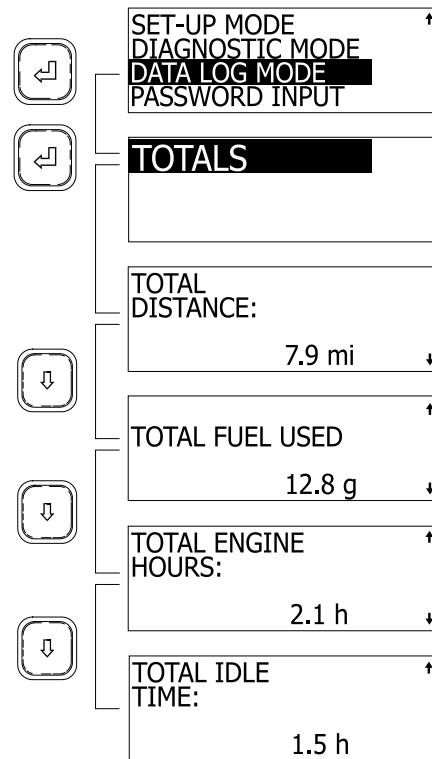 SET-UP MODE
DIAGNOSTIC MODE
DATA LOG MODE
PASSWORD INPUT
TOTALS
TOTAL
DISTANCE:
7.9 mi
TOTAL FUEL USED
12.8 g
TOTAL ENGINE
HOURS:
2.1 h
TOTAL IDLE
TIME:
1.5 h